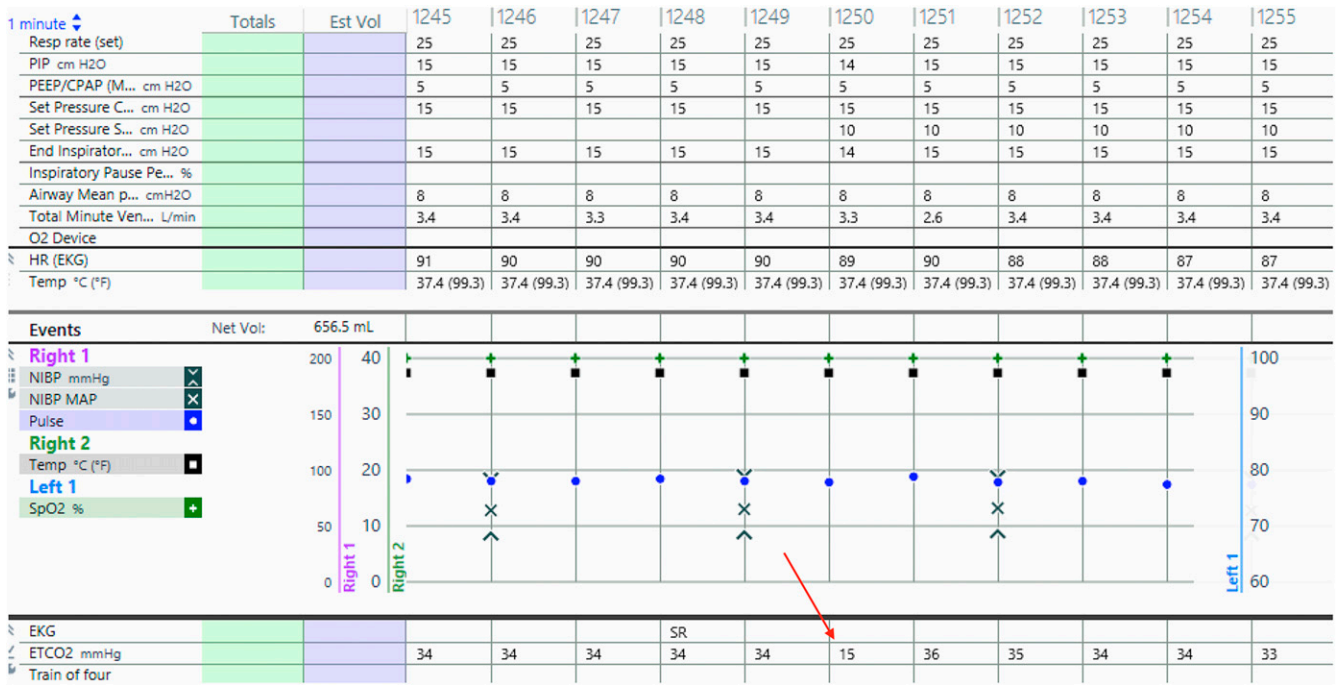 1 minute Totals Est Vol 1245 1246 1247 1248 1249 1250 1251 1252 1253 1254 1255
Resp rate (set) 25 25 25 25 25 25 25 25 25 25 25
PIP cm H2O 15 15 15 15 15 14 15 15 15 15 15
PEEP/CPAP (M... cm H2O 5 5 5 5 5 5 5 5 5 5 5
Set Pressure C... cm H2O 15 15 15 15 15 15 15 15 15 15 15
Set Pressure S... cm H2O 10 10 10 10 10 10
End Inspirator... cm H2O 15 15 15 15 15 14 15 15 15 15 15
Inspiratory Pause Pe... %
Airway Mean p... cmH2O 8 8 8 8 8 8 8 8 8 8 8
Total Minute Ven... L/min 3.4 3.4 3.3 3.4 3.4 3.3 2.6 3.4 3.4 3.4 3.4
O2 Device
HR (EKG) 91 90 90 90 90 89 90 88 88 87 87
Temp °C (°F) 37.4 (99.3) 37.4 (99.3) 37.4 (99.3) 37.4 (99.3) 37.4 (99.3) 37.4 (99.3) 37.4 (99.3) 37.4 (99.3) 37.4 (99.3) 37.4 (99.3) 37.4 (99.3)
Events Net Vol: 656.5 mL
Right 1 200 40 100
NIBP mmHg
NIBP MAP
Pulse 150 30 90
Right 2
Temp °C (°F) 100 20 80
Left 1
SpO2 %
50 10 70
0 Right 1 0 Right 2 Left 1 60
EKG SR
ETCO2 mmHg 34 34 34 34 34 15 36 35 34 34 33
Train of four